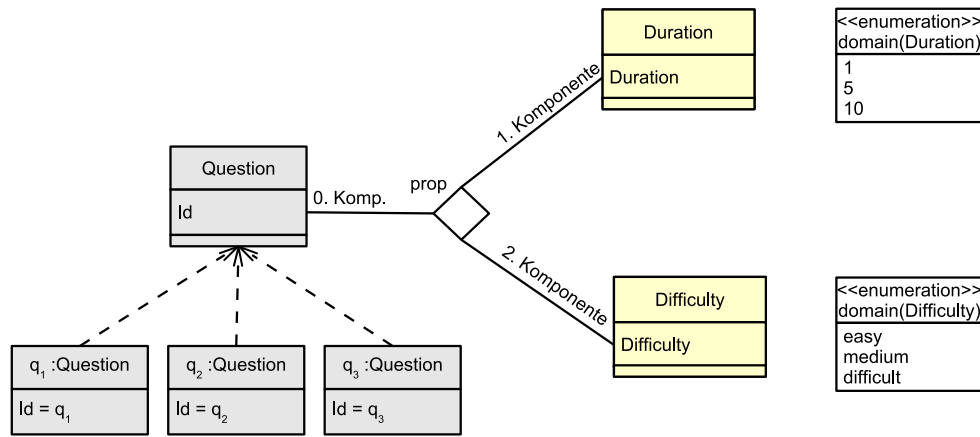 Duration
Duration
<<enumeration>>
domain(Duration)
1
5
10
1. Komponente
Question
Id
0. Komp.
prop
2. Komponente
Difficulty
Difficulty
<<enumeration>>
domain(Difficulty)
easy
medium
difficult
q₁ :Question
Id = q₁
q₂ :Question
Id = q₂
q₃ :Question
Id = q₃